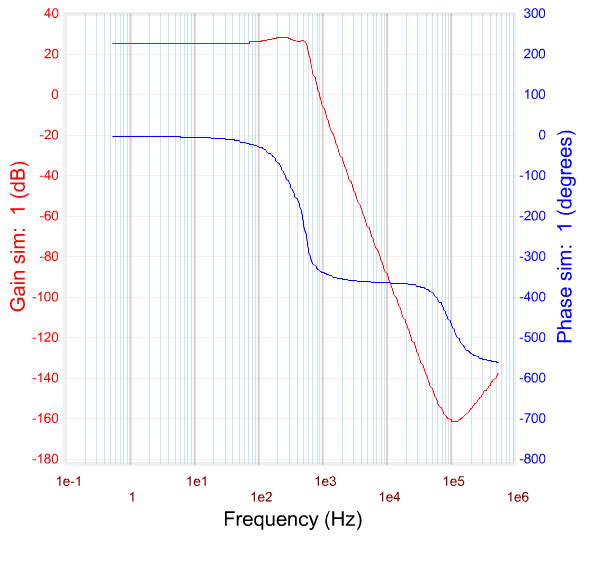 40 300
20 200
0 100
-20 0
-40 -100
-60 -200
-80 -300
-100 -400
-120 -500
-140 -600
-160 -700
-180 -800
Gain sim: 1 (dB)
Phase sim: 1 (degrees)
1e-1 1e1 1e3 1e5
1 1e2 1e4 1e6
Frequency (Hz)